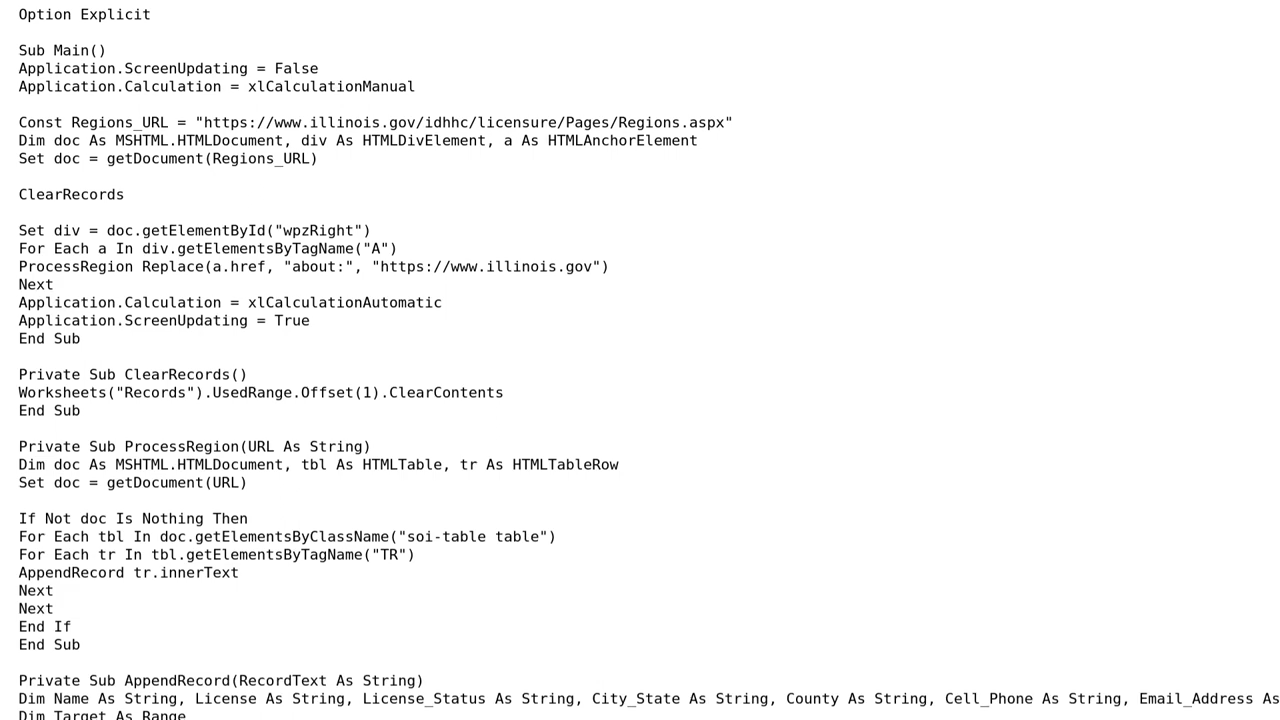 Option Explicit
Sub Main()
Application.ScreenUpdating = False
Application.Calculation = xlCalculationManual
Const Regions_URL = "https://www.illinois.gov/idhhc/licensure/Pages/Regions.aspx"
Dim doc As MSHTML.HTMLDocument, div As HTMLDivElement, a As HTMLAnchorElement
Set doc = getDocument(Regions_URL)
ClearRecords
Set div = doc.getElementById("wpzRight")
For Each a In div.getElementsByTagName("A")
ProcessRegion Replace(a.href, "about:", "https://www.illinois.gov")
Next
Application.Calculation = xlCalculationAutomatic
Application.ScreenUpdating = True
End Sub
Private Sub ClearRecords()
Worksheets("Records").UsedRange.Offset(1).ClearContents
End Sub
Private Sub ProcessRegion(URL As String)
Dim doc As MSHTML.HTMLDocument, tbl As HTMLTable, tr As HTMLTableRow
Set doc = getDocument(URL)
If Not doc Is Nothing Then
For Each tbl In doc.getElementsByClassName("soi-table table")
For Each tr In tbl.getElementsByTagName("TR")
AppendRecord tr.innerText
Next
Next
End If
End Sub
Private Sub AppendRecord(RecordText As String)
Dim Name As String, License As String, License_Status As String, City_State As String, County As String, Cell_Phone As String, Email_Address As
Dim Target As Range